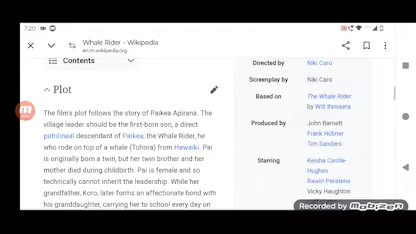 7:20
Whale Rider – Wikipedia
en.m.wikipedia.org
Contents
Plot
The film's plot follows the story of Paikea Apirana. The
village leader should be the first-born son, a direct
patrilineal descendant of Paikea, the Whale Rider, he
who rode on top of a whale (Tohora) from Hawaiki. Pai
is originally born a twin, but her twin brother and her
mother died during childbirth. Pai is female and so
technically cannot inherit the leadership. While her
grandfather, Koro, later forms an affectionate bond with
his granddaughter, carrying her to school every day on
Directed by Niki Caro
Screenplay by Niki Caro
Based on The Whale Rider
by Witi Ihimaera
Produced by John Barnett
Frank Hübner
Tim Sanders
Starring Keisha Castle-
Hughes
Rawiri Paratene
Vicky Haughton
Recorded by mobizen